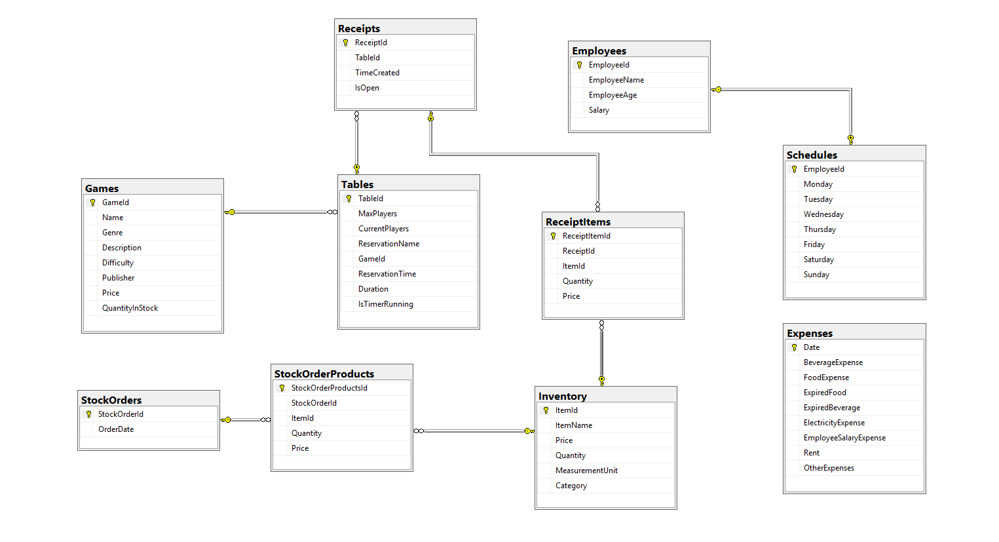 Receipts
ReceiptId
TableId
TimeCreated
IsOpen
Employees
EmployeeId
EmployeeName
EmployeeAge
Salary
Schedules
EmployeeId
Monday
Tuesday
Wednesday
Thursday
Friday
Saturday
Sunday
Games
GameId
Name
Genre
Description
Difficulty
Publisher
Price
QuantityInStock
Tables
TableId
MaxPlayers
CurrentPlayers
ReservationName
GameId
ReservationTime
Duration
IsTimerRunning
ReceiptItems
ReceiptItemId
ReceiptId
ItemId
Quantity
Price
Expenses
Date
BeverageExpense
FoodExpense
ExpiredFood
ExpiredBeverage
ElectricityExpense
EmployeeSalaryExpense
Rent
OtherExpenses
StockOrders
StockOrderId
OrderDate
StockOrderProducts
StockOrderProductsId
StockOrderId
ItemId
Quantity
Price
Inventory
ItemId
ItemName
Price
Quantity
MeasurementUnit
Category